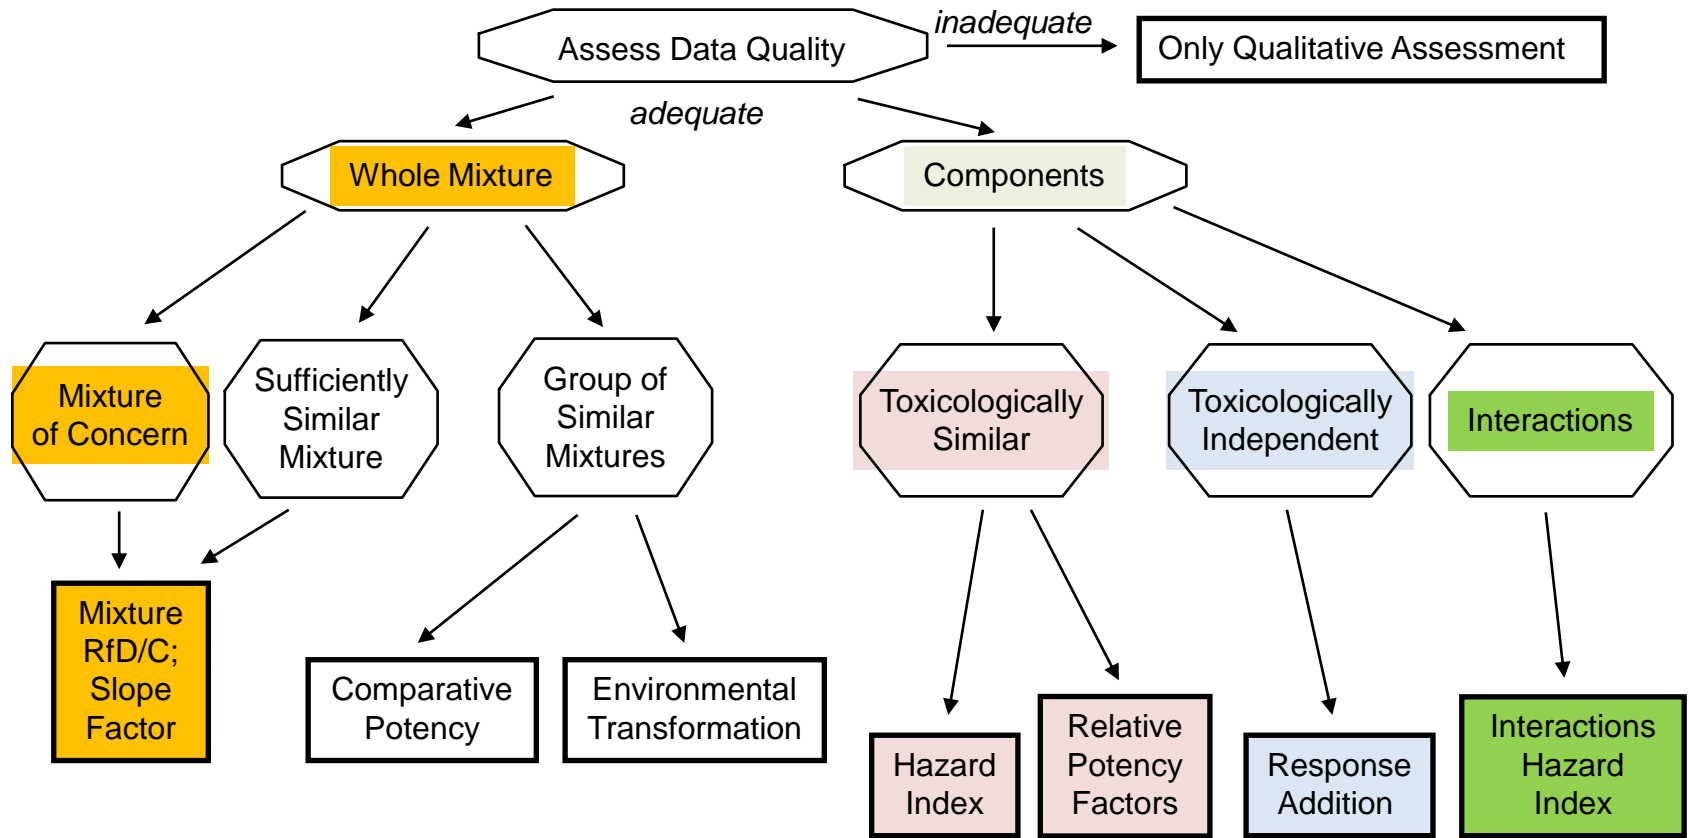 Assess Data Quality
inadequate
Only Qualitative Assessment
adequate
Whole Mixture
Components
Mixture
of Concern
Sufficiently
Similar
Mixture
Group of
Similar
Mixtures
Toxicologically
Similar
Toxicologically
Independent
Interactions
Mixture
RfD/C;
Slope
Factor
Comparative
Potency
Environmental
Transformation
Hazard
Index
Relative
Potency
Factors
Response
Addition
Interactions
Hazard
Index